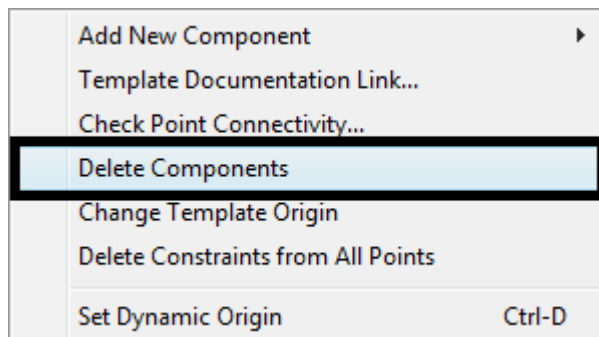 Add New Component
Template Documentation Link...
Check Point Connectivity...
Delete Components
Change Template Origin
Delete Constraints from All Points
Set Dynamic Origin Ctrl-D